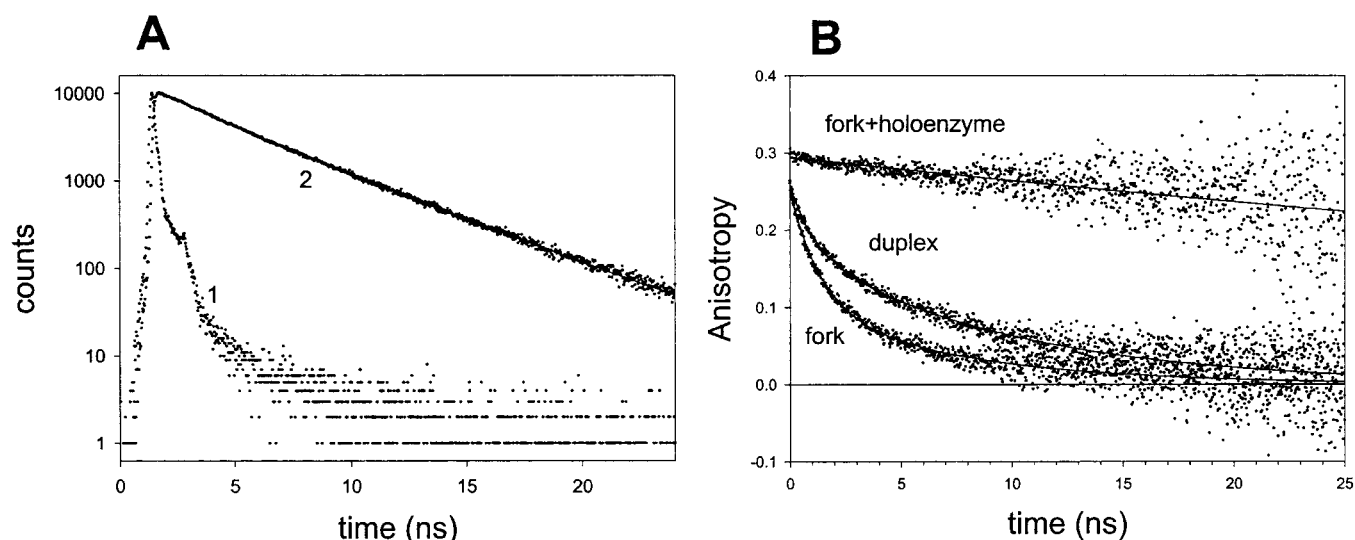 A
counts
10000
1000
100
10
1
2
1
0 5 10 15 20
time (ns)
B
Anisotropy
0.4
0.3
0.2
0.1
0.0
-0.1
fork+holoenzyme
duplex
fork
0 5 10 15 20 25
time (ns)